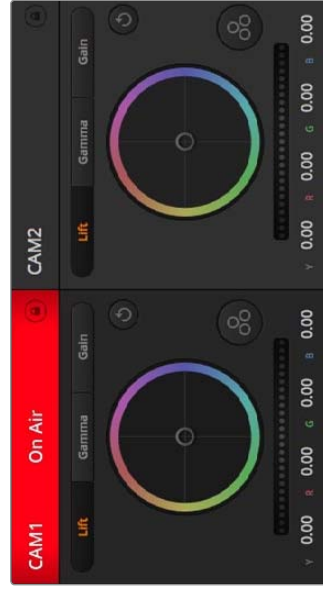 CAM1 On Air
Lift Gamma Gain
Y 0.00 R 0.00 G 0.00 B 0.00
CAM2
Lift Gamma Gain
Y 0.00 R 0.00 G 0.00 B 0.00